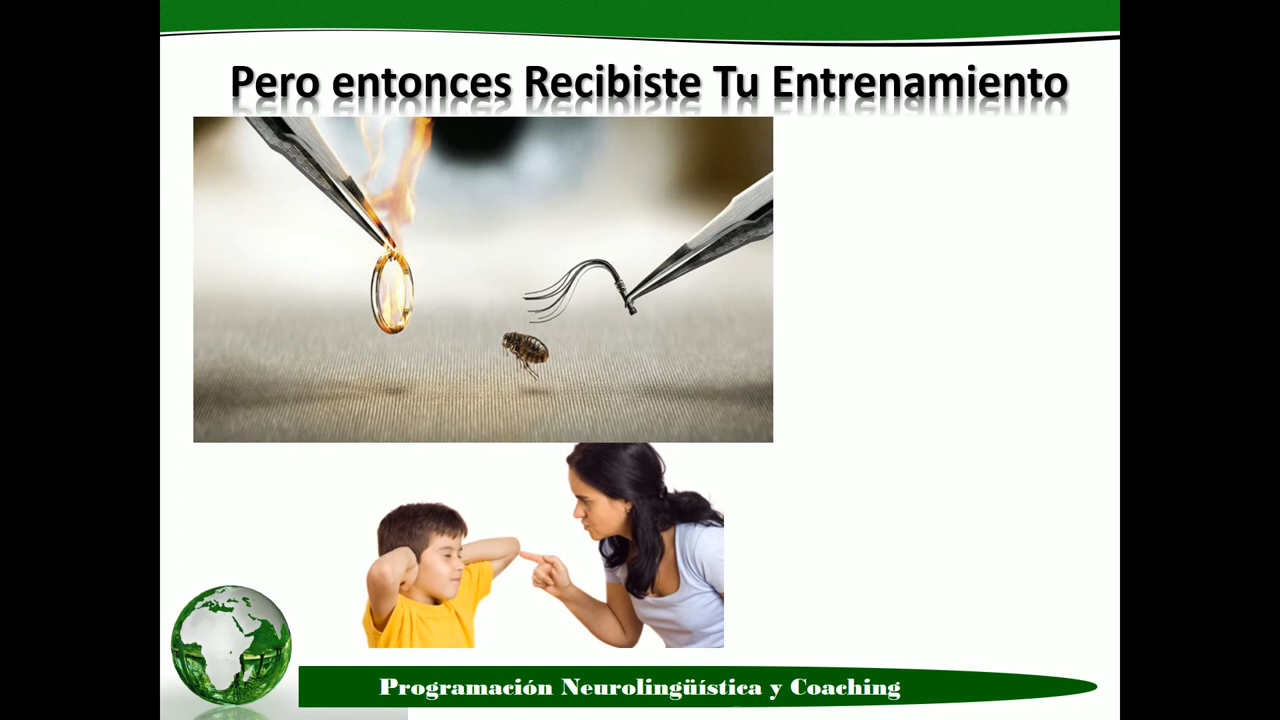 Pero entonces Recibiste Tu Entrenamiento
Programación Neurolingüística y Coaching